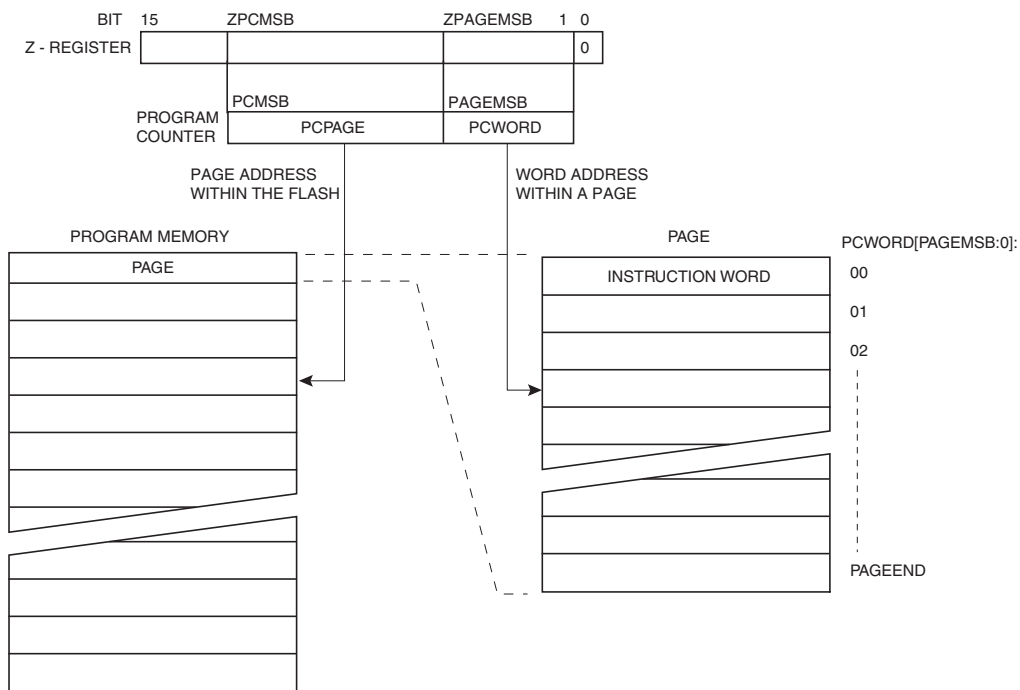 BIT 15 ZPCMSB ZPAGEMSB 1 0
Z - REGISTER 0
PCMSB PAGEMSB
PROGRAM
COUNTER
PCPAGE PCWORD
PAGE ADDRESS
WITHIN THE FLASH
WORD ADDRESS
WITHIN A PAGE
PROGRAM MEMORY
PAGE
PAGE
PCWORD[PAGEMSB:0]:
INSTRUCTION WORD 00
01
02
PAGEEND